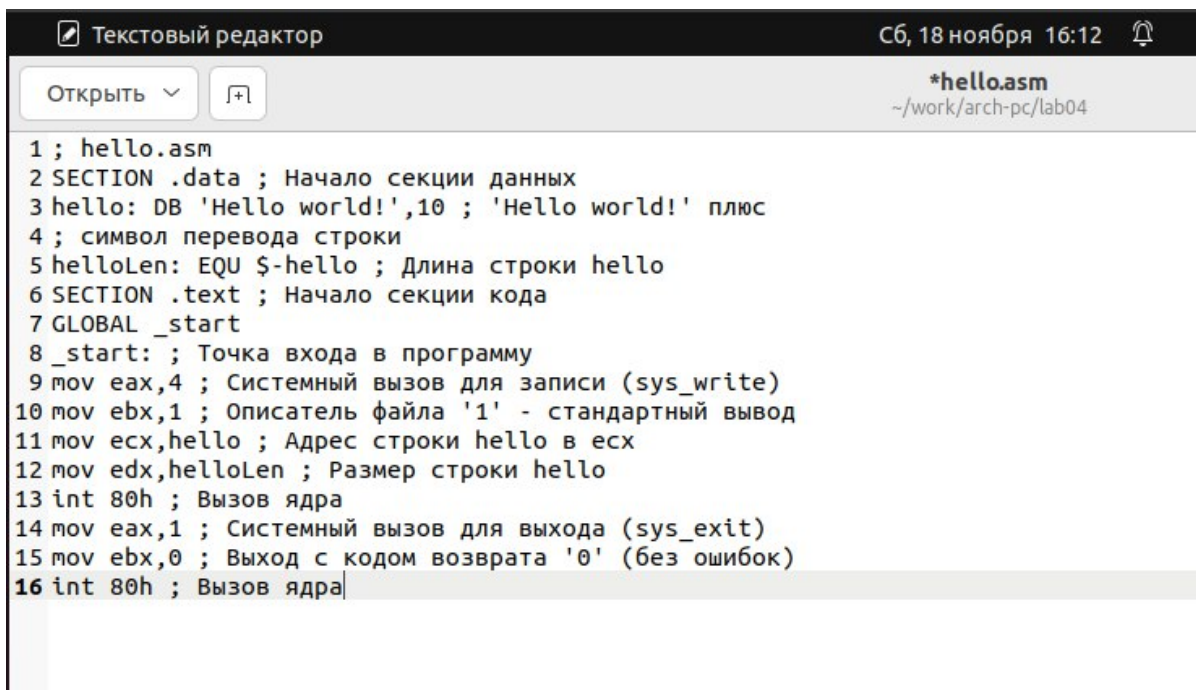 Текстовый редактор Сб, 18 ноября 16:12
Открыть *hello.asm
~/work/arch-pc/lab04
1 ; hello.asm
2 SECTION .data ; Начало секции данных
3 hello: DB 'Hello world!',10 ; 'Hello world!' плюс
4 ; символ перевода строки
5 helloLen: EQU $-hello ; Длина строки hello
6 SECTION .text ; Начало секции кода
7 GLOBAL _start
8 _start: ; Точка входа в программу
9 mov eax,4 ; Системный вызов для записи (sys_write)
10 mov ebx,1 ; Описатель файла '1' - стандартный вывод
11 mov ecx,hello ; Адрес строки hello в ecx
12 mov edx,helloLen ; Размер строки hello
13 int 80h ; Вызов ядра
14 mov eax,1 ; Системный вызов для выхода (sys_exit)
15 mov ebx,0 ; Выход с кодом возврата '0' (без ошибок)
16 int 80h ; Вызов ядра